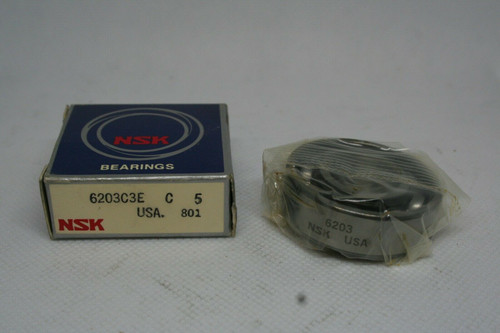 NSK
BEARINGS
6203C3E C 5
USA. 801
NSK
6203
NSK USA